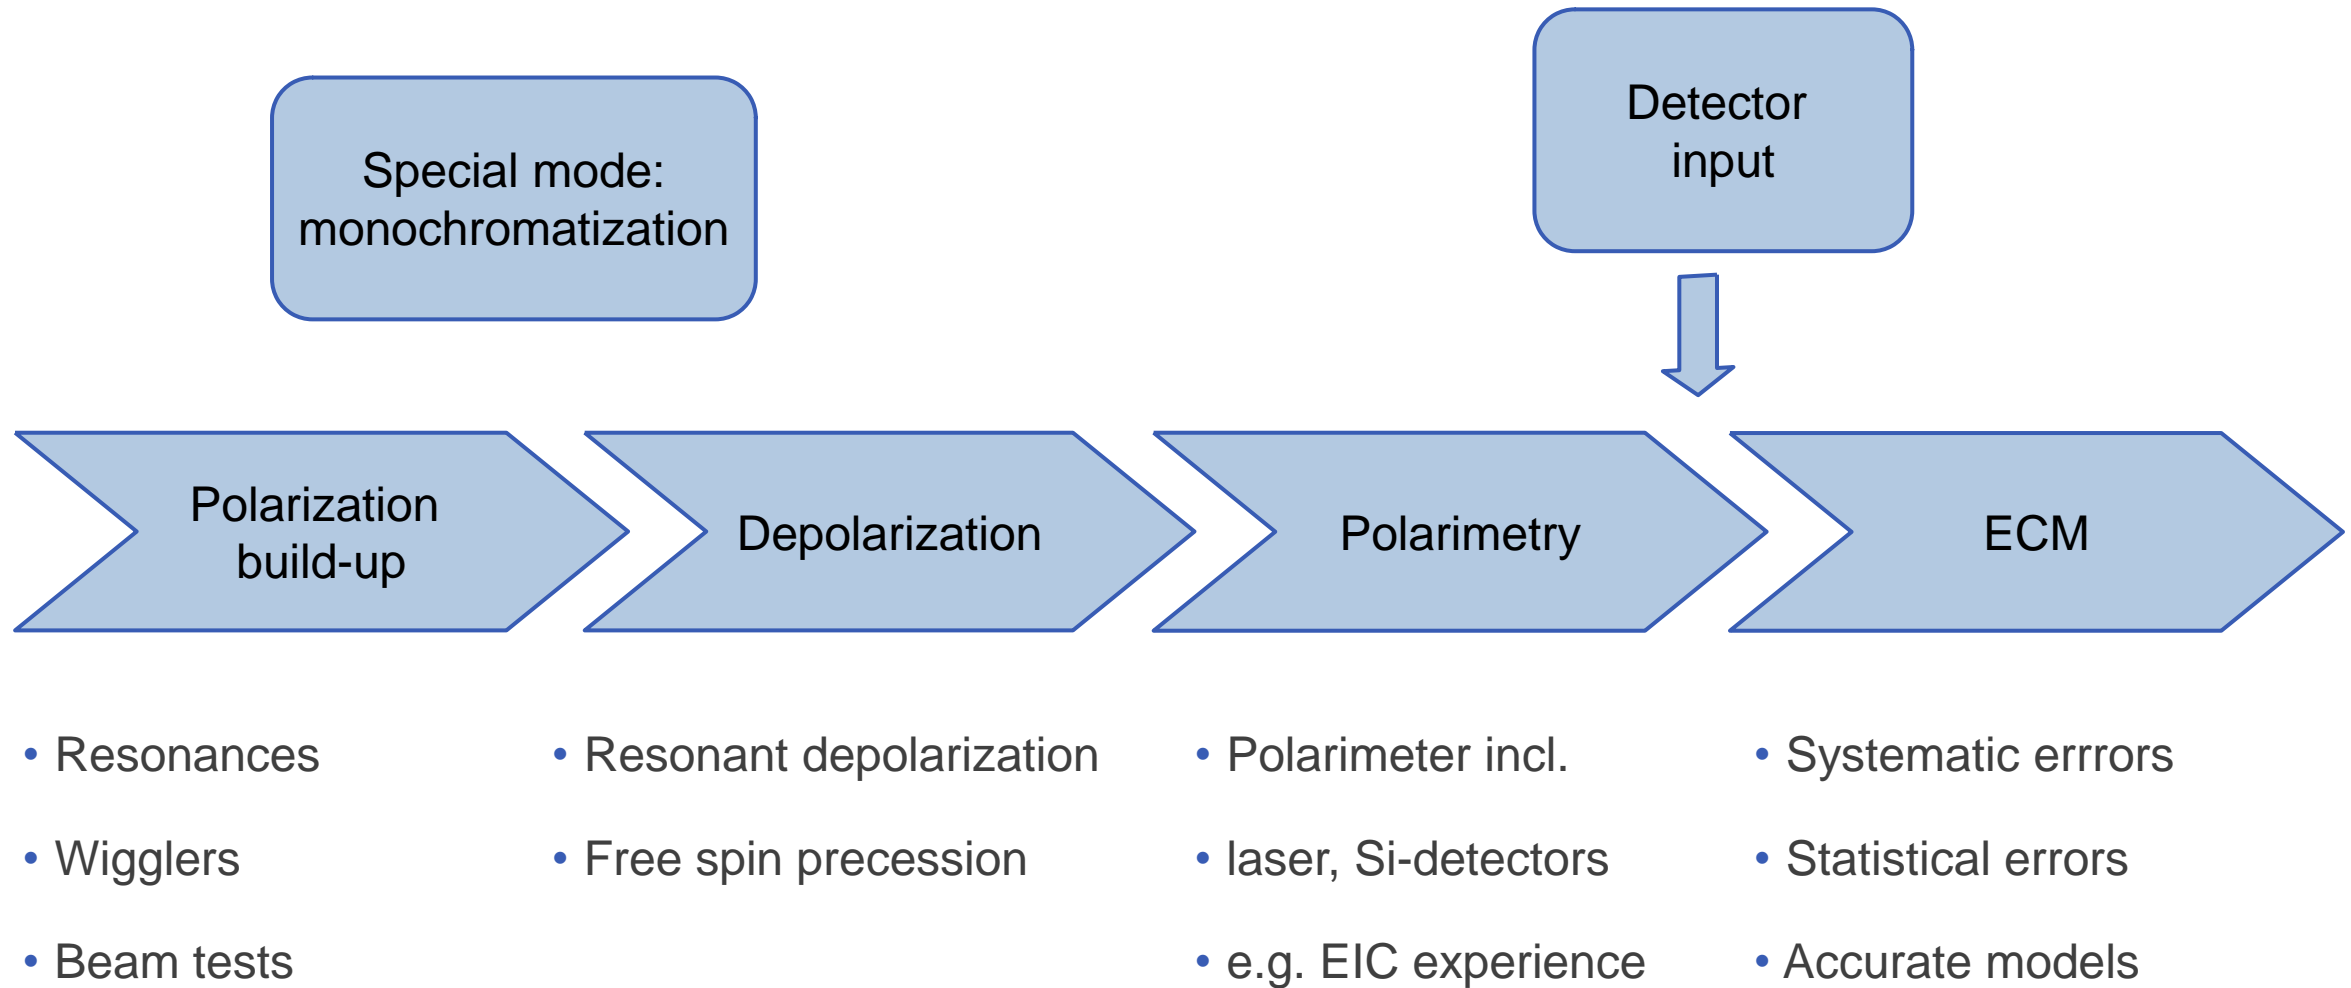 Special mode:
monochromatization
Detector
input
Polarization
build-up
Depolarization
Polarimetry
ECM
• Resonances
• Wigglers
• Beam tests
• Resonant depolarization
• Free spin precession
• Polarimeter incl.
• laser, Si-detectors
• e.g. EIC experience
• Systematic errrors
• Statistical errors
• Accurate models